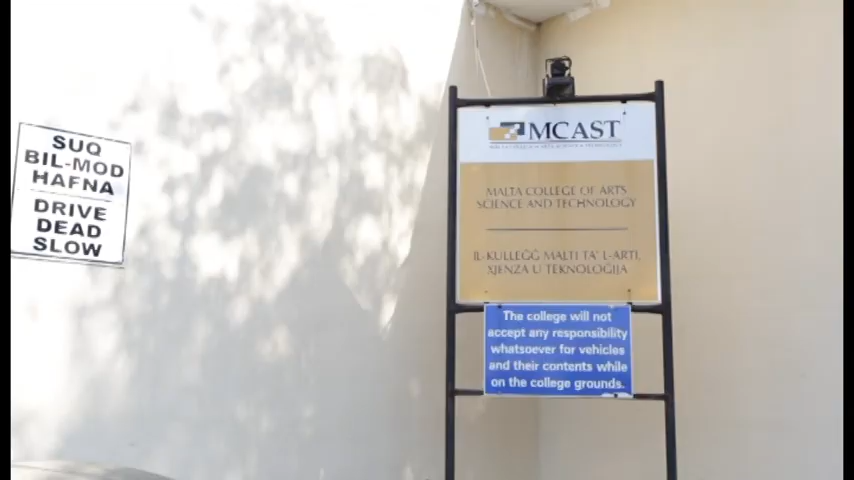 SUQ
BIL-MOD
HAFNA
DRIVE
DEAD
SLOW
MCAST
MALTA COLLEGE OF ARTS
SCIENCE AND TECHNOLOGY
IL-KULLEĠĠ MALTI TA' L-ARTI,
XJENZA U TEKNOLOĠIJA
The college will not
accept any responsibility
whatsoever for vehicles
and their contents while
on the college grounds.